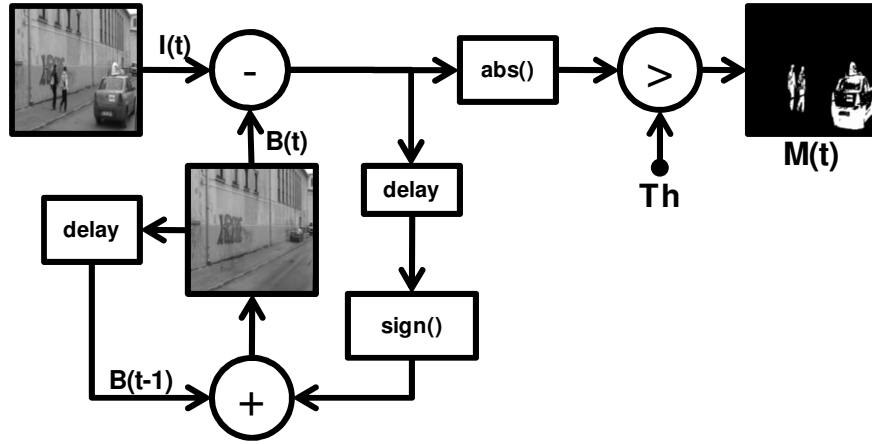 I(t)
-
abs()
>
M(t)
B(t)
delay
Th
delay
sign()
B(t-1)
+